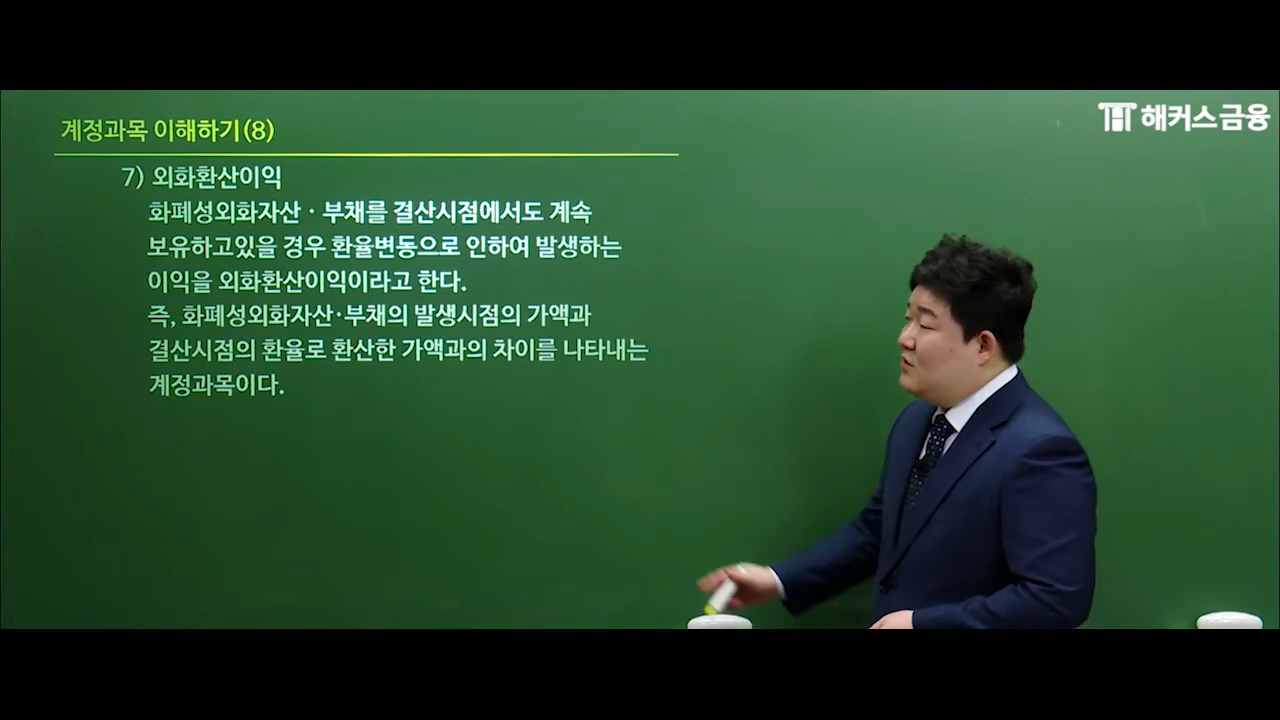 계정과목 이해하기(8)
해커스금융
7) 외화환산이익
화폐성외화자산 · 부채를 결산시점에서도 계속
보유하고있을 경우 환율변동으로 인하여 발생하는
이익을 외화환산이익이라고 한다.
즉, 화폐성외화자산·부채의 발생시점의 가액과
결산시점의 환율로 환산한 가액과의 차이를 나타내는
계정과목이다.